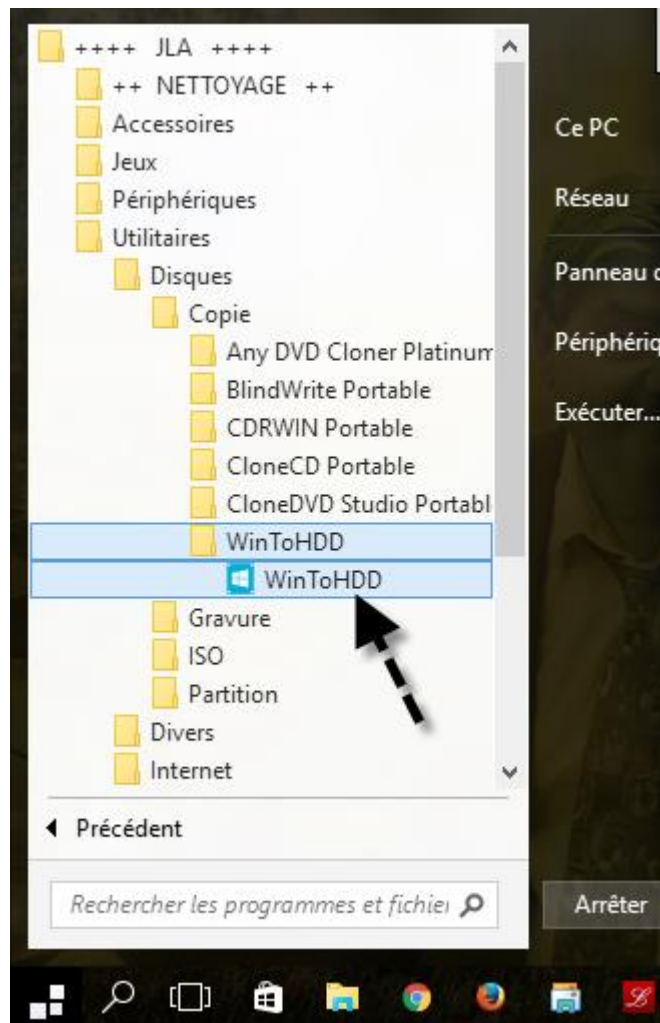 ++++ JLA ++++
++ NETTOYAGE ++
Accessoires
Jeux
Périphériques
Utilitaires
Disques
Copie
Any DVD Cloner Platinum
BlindWrite Portable
CDRWIN Portable
CloneCD Portable
CloneDVD Studio Portabl
WinToHDD
WinToHDD
Gravure
ISO
Partition
Divers
Internet
Précédent
Rechercher les programmes et fichier
Ce PC
Réseau
Panneau
Périphériq
Exécuter...
Arrêter